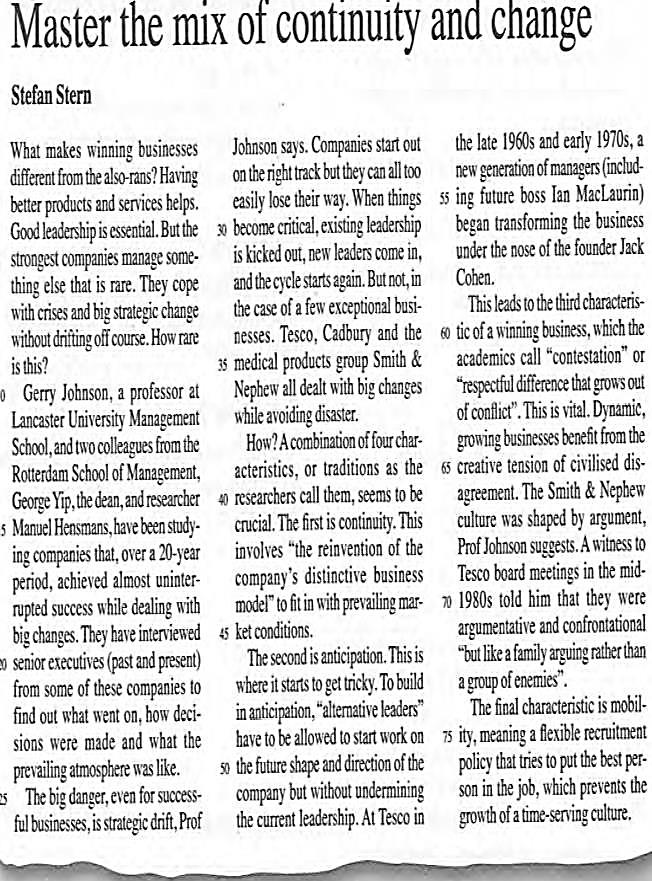 Master the mix of continuity and change
Stefan Stern
What makes winning businesses
different from the also-rans? Having
better products and services helps.
Good leadership is essential. But the
strongest companies manage some-
thing else that is rare. They cope
with crises and big strategic change
without drifting off course. How rare
is this?
0 Gerry Johnson, a professor at
Lancaster University Management
School, and two colleagues from the
Rotterdam School of Management,
George Yip, the dean, and researcher
5 Manuel Hensmans, have been study-
ing companies that, over a 20-year
period, achieved almost uninter-
rupted success while dealing with
big changes. They have interviewed
20 senior executives (past and present)
from some of these companies to
find out what went on, how deci-
sions were made and what the
prevailing atmosphere was like.
25 The big danger, even for success-
ful businesses, is strategic drift, Prof
Johnson says. Companies start out
on the right track but they can all too
easily lose their way. When things
30 become critical, existing leadership
is kicked out, new leaders come in,
and the cycle starts again. But not, in
the case of a few exceptional busi-
nesses. Tesco, Cadbury and the
35 medical products group Smith &
Nephew all dealt with big changes
while avoiding disaster.
How? A combination of four char-
acteristics, or traditions as the
40 researchers call them, seems to be
crucial. The first is continuity. This
involves “the reinvention of the
company’s distinctive business
model” to fit in with prevailing mar-
45 ket conditions.
The second is anticipation. This is
where it starts to get tricky. To build
in anticipation, “alternative leaders”
have to be allowed to start work on
50 the future shape and direction of the
company but without undermining
the current leadership. At Tesco in
the late 1960s and early 1970s, a
new generation of managers (includ-
55 ing future boss Ian MacLaurin)
began transforming the business
under the nose of the founder Jack
Cohen.
This leads to the third characteris-
60 tic of a winning business, which the
academics call “contestation” or
“respectful difference that grows out
of conflict”. This is vital. Dynamic,
growing businesses benefit from the
65 creative tension of civilised dis-
agreement. The Smith & Nephew
culture was shaped by argument,
Prof Johnson suggests. A witness to
Tesco board meetings in the mid-
70 1980s told him that they were
argumentative and confrontational
“but like a family arguing rather than
a group of enemies”.
The final characteristic is mobil-
75 ity, meaning a flexible recruitment
policy that tries to put the best per-
son in the job, which prevents the
growth of a time-serving culture.